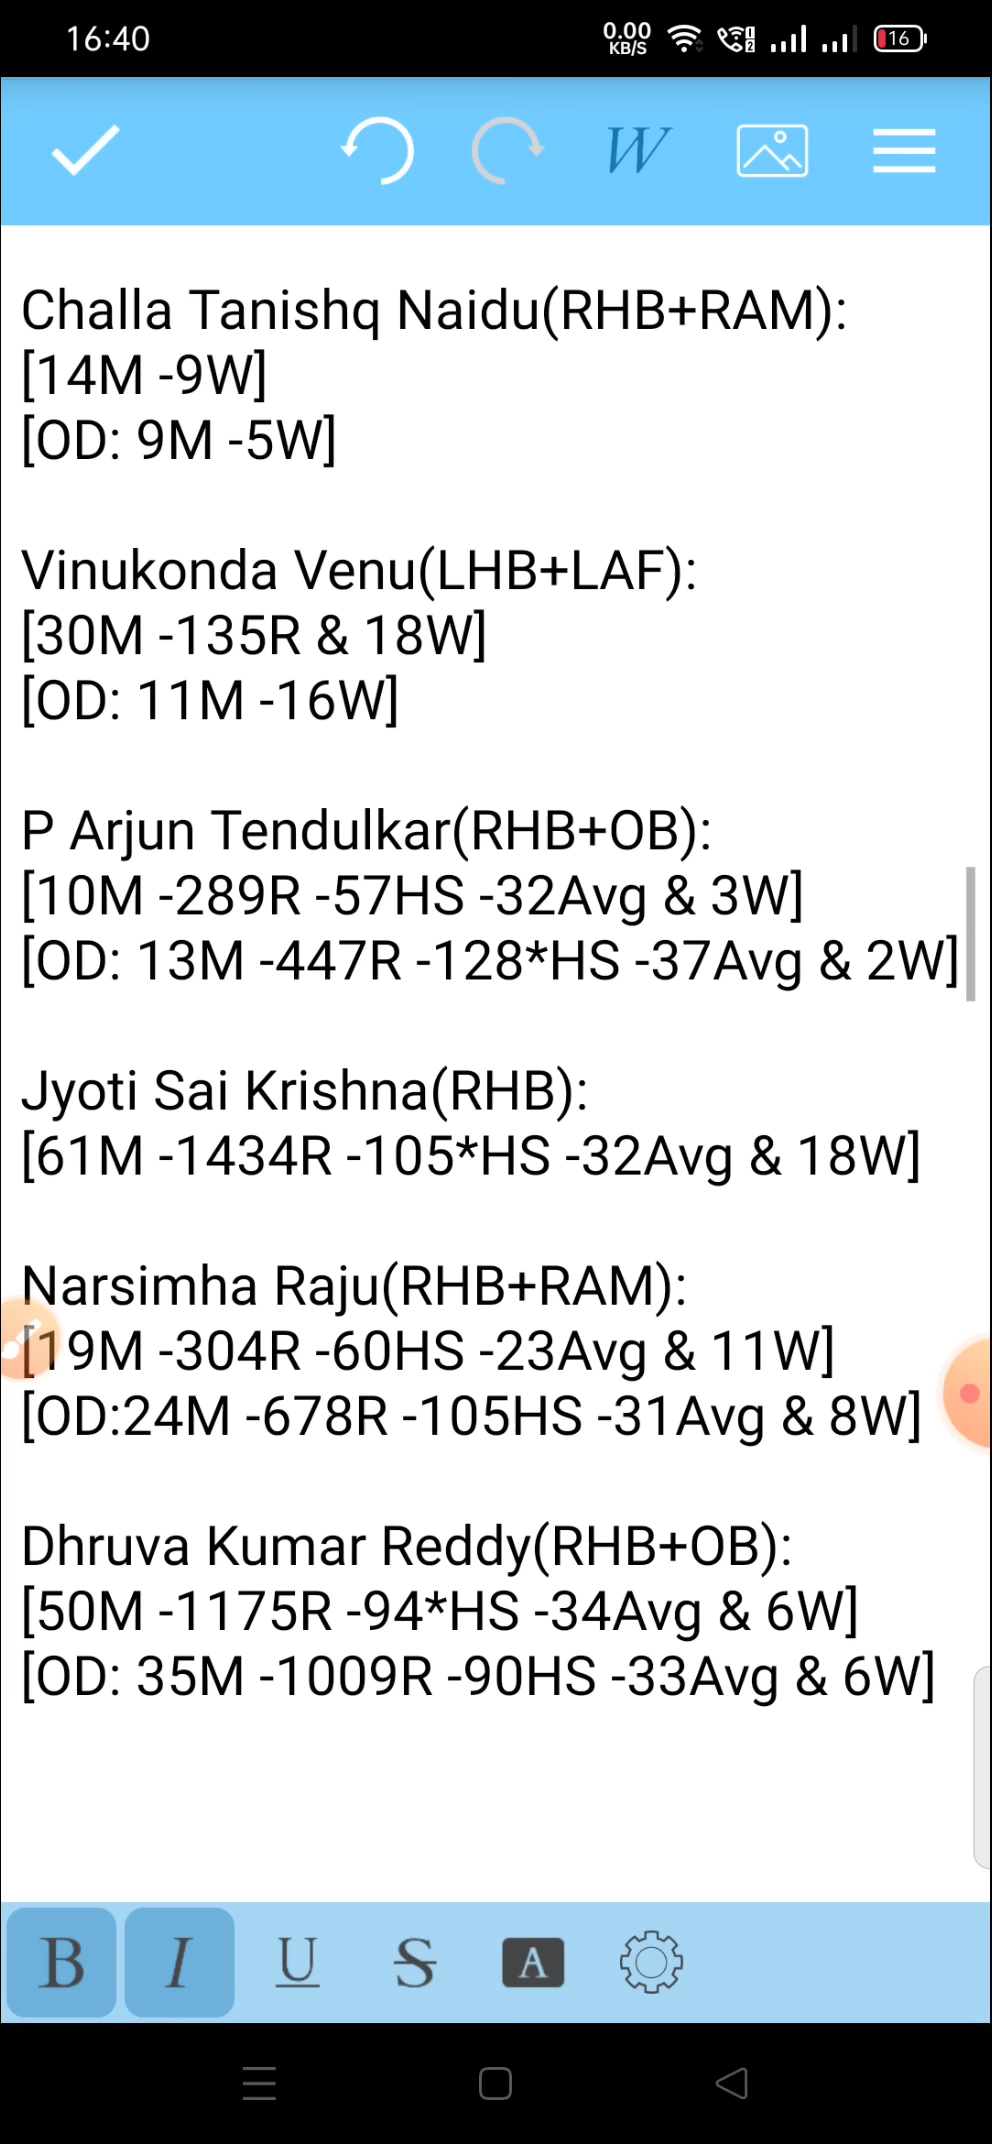 16:40
0.00
KB/S
16
W
Challa Tanishq Naidu(RHB+RAM):
[14M -9W]
[OD: 9M -5W]
Vinukonda Venu(LHB+LAF):
[30M -135R & 18W]
[OD: 11M -16W]
P Arjun Tendulkar(RHB+OB):
[10M -289R -57HS -32Avg & 3W]
[OD: 13M -447R -128*HS -37Avg & 2W]
Jyoti Sai Krishna(RHB):
[61M -1434R -105*HS -32Avg & 18W]
Narsimha Raju(RHB+RAM):
[19M -304R -60HS -23Avg & 11W]
[OD:24M -678R -105HS -31Avg & 8W]
Dhruva Kumar Reddy(RHB+OB):
[50M -1175R -94*HS -34Avg & 6W]
[OD: 35M -1009R -90HS -33Avg & 6W]
B I U S A